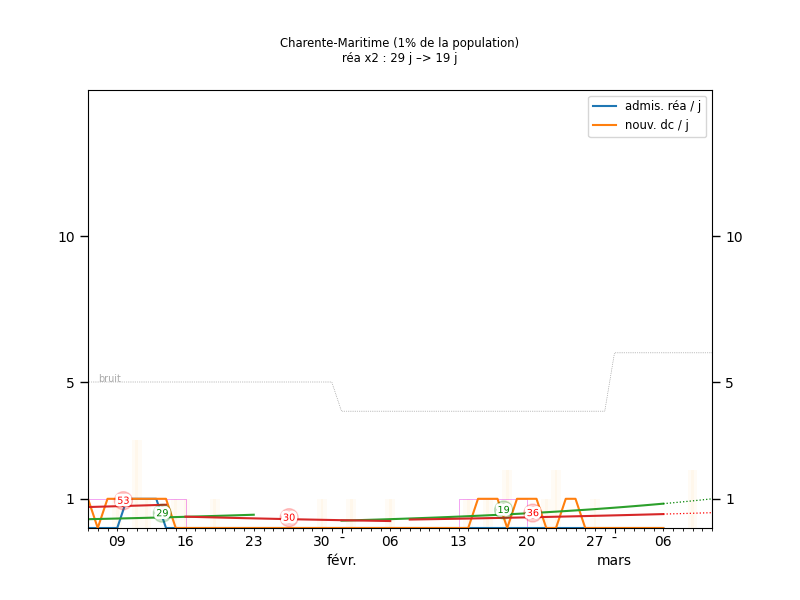 Charente-Maritime (1% de la population)
réa x2 : 29 j –> 19 j
admis. réa / j
nouv. dc / j
10 10
bruit
5 5
53 29 30 19 36
1 1
09 16 23 30 - 06 13 20 27 - 06
févr. mars